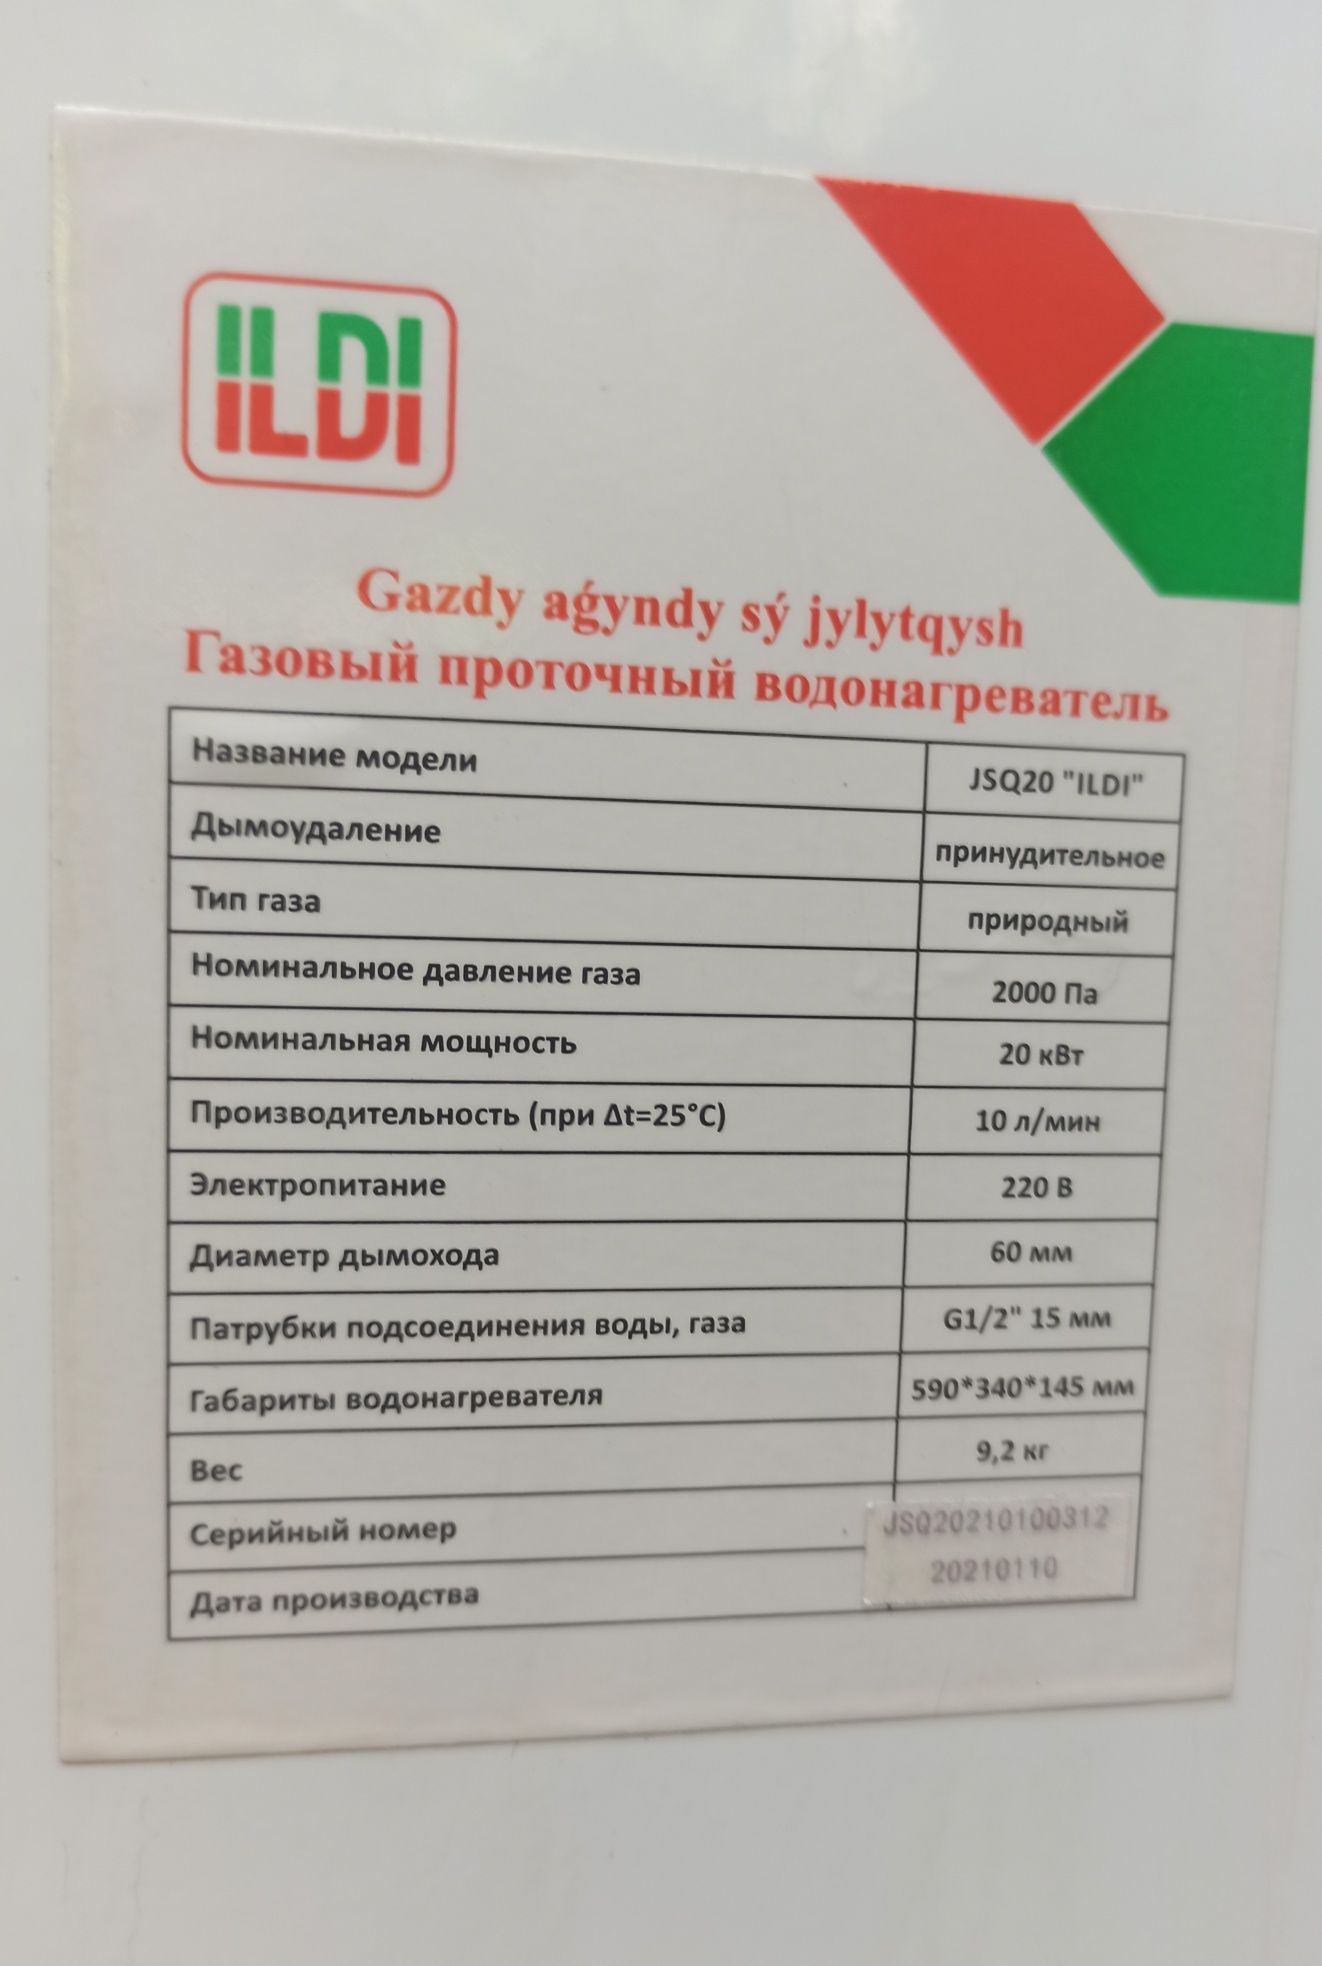 ILDI
Gazdy aǵyndy sý jylytqysh
Газовый проточный водонагреватель
Название модели JSQ20 "ILDI"
Дымоудаление принудительное
Тип газа природный
Номинальное давление газа 2000 Па
Номинальная мощность 20 кВт
Производительность (при Δt=25°C) 10 л/мин
Электропитание 220 В
Диаметр дымохода 60 мм
Патрубки подсоединения воды, газа G1/2" 15 мм
Габариты водонагревателя 590*340*145 мм
Вес 9,2 кг
Серийный номер JSQ20210100312
Дата производства 20210110